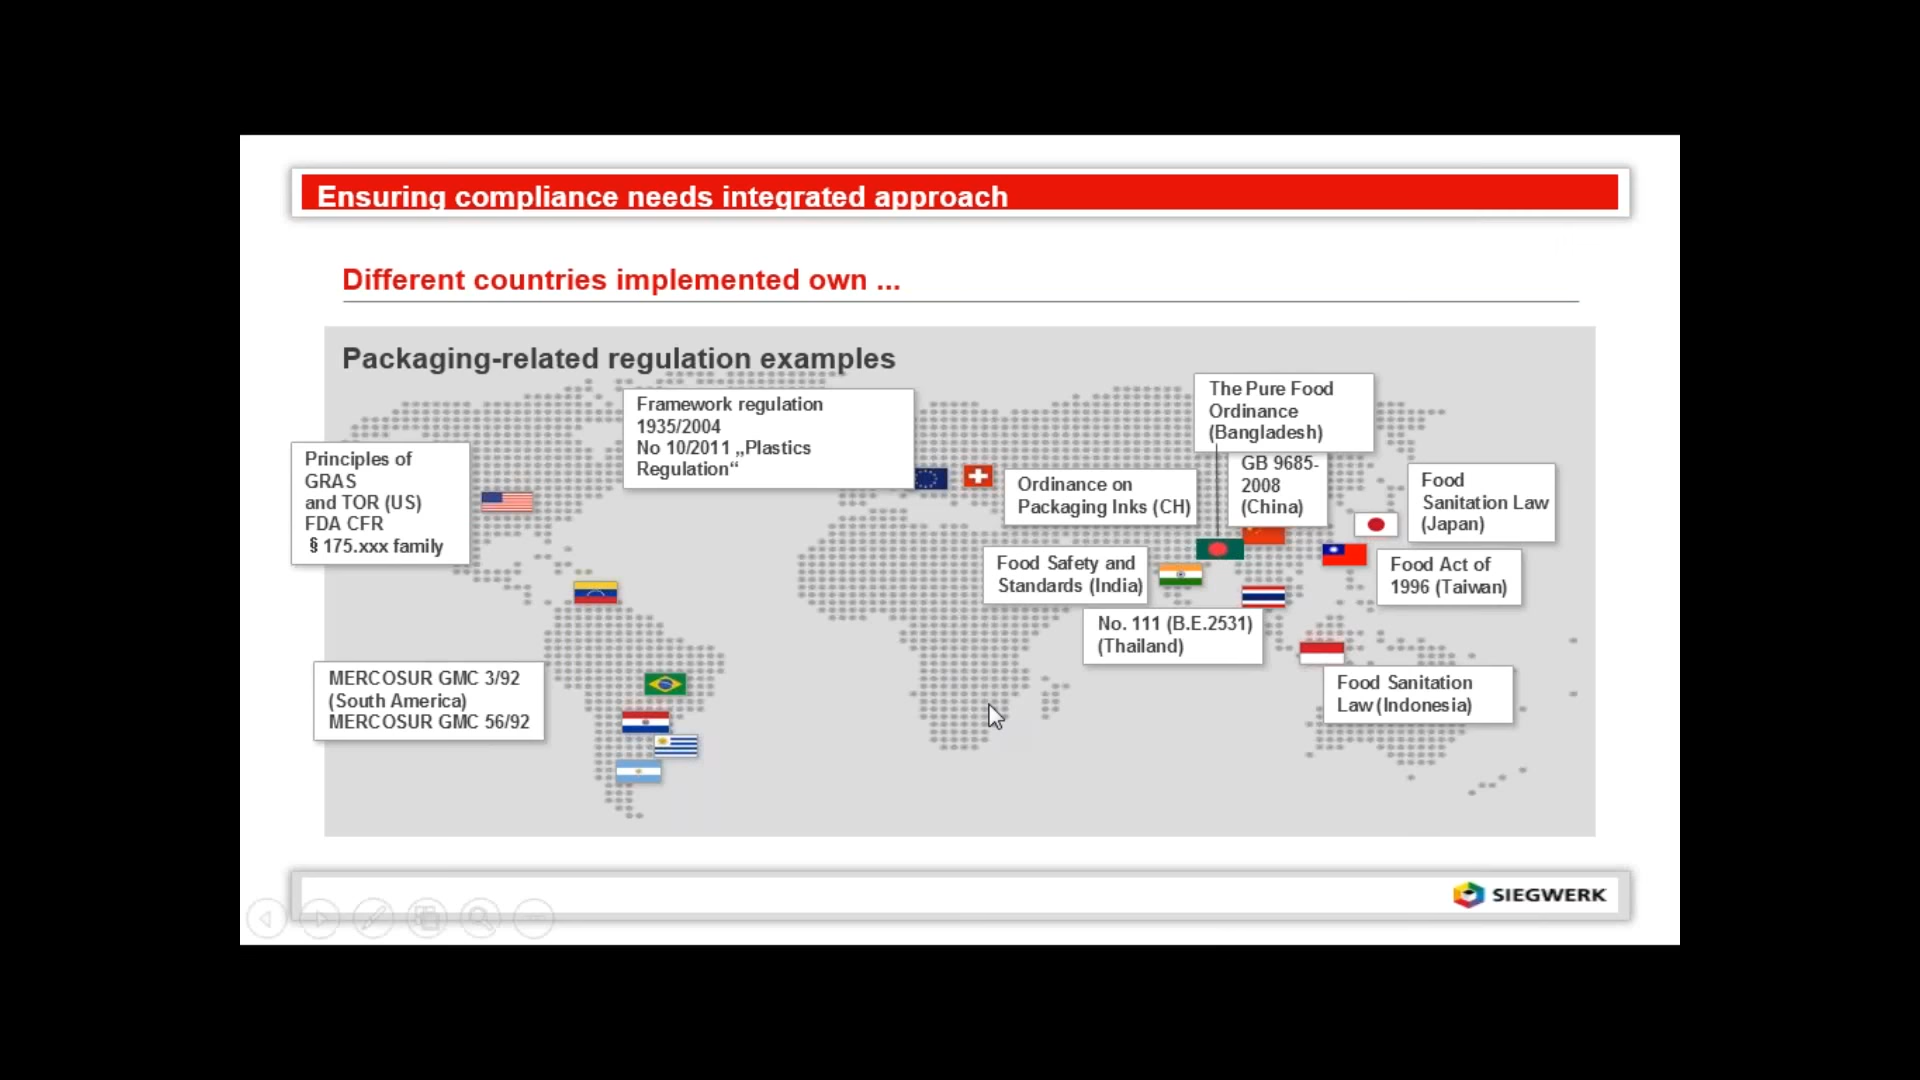 Ensuring compliance needs integrated approach
Different countries implemented own ...
Packaging-related regulation examples
Principles of
GRAS
and TOR (US)
FDA CFR
§ 175.xxx family
Framework regulation
1935/2004
No 10/2011 „Plastics
Regulation“
Ordinance on
Packaging Inks (CH)
The Pure Food
Ordinance
(Bangladesh)
GB 9685-
2008
(China)
Food
Sanitation Law
(Japan)
Food Safety and
Standards (India)
Food Act of
1996 (Taiwan)
No. 111 (B.E.2531)
(Thailand)
MERCOSUR GMC 3/92
(South America)
MERCOSUR GMC 56/92
Food Sanitation
Law (Indonesia)
SIEGWERK